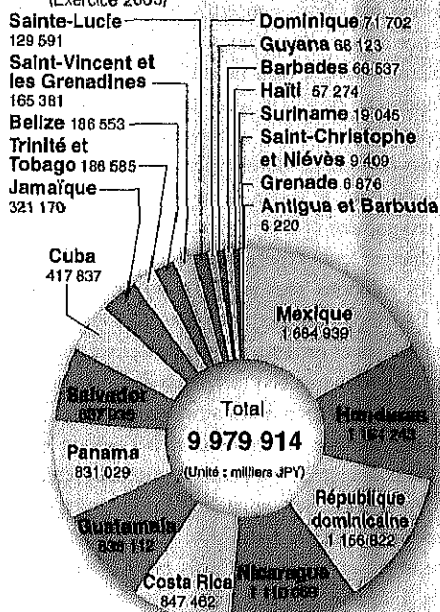 Sainte-Lucie
129 591
Saint-Vincent et
les Grenadines
165 381
Belize 186 553
Trinité et
Tobago 186 585
Jamaïque
321 170
Cuba
417 837
Dominique 71 702
Guyana 68 123
Barbades 66 537
Haïti 57 274
Suriname 19 045
Saint-Christophe
et Niévès 9 409
Grenade 6 876
Antigua et Barbuda
6 220
Mexique
1 684 939
Honduras
République
dominicaine
1 156 822
Nicaragua
Costa Rica
847 462
Guatemala
Panama
831 029
Salvador
Total
9 979 914
(Unité : milliers JPY)